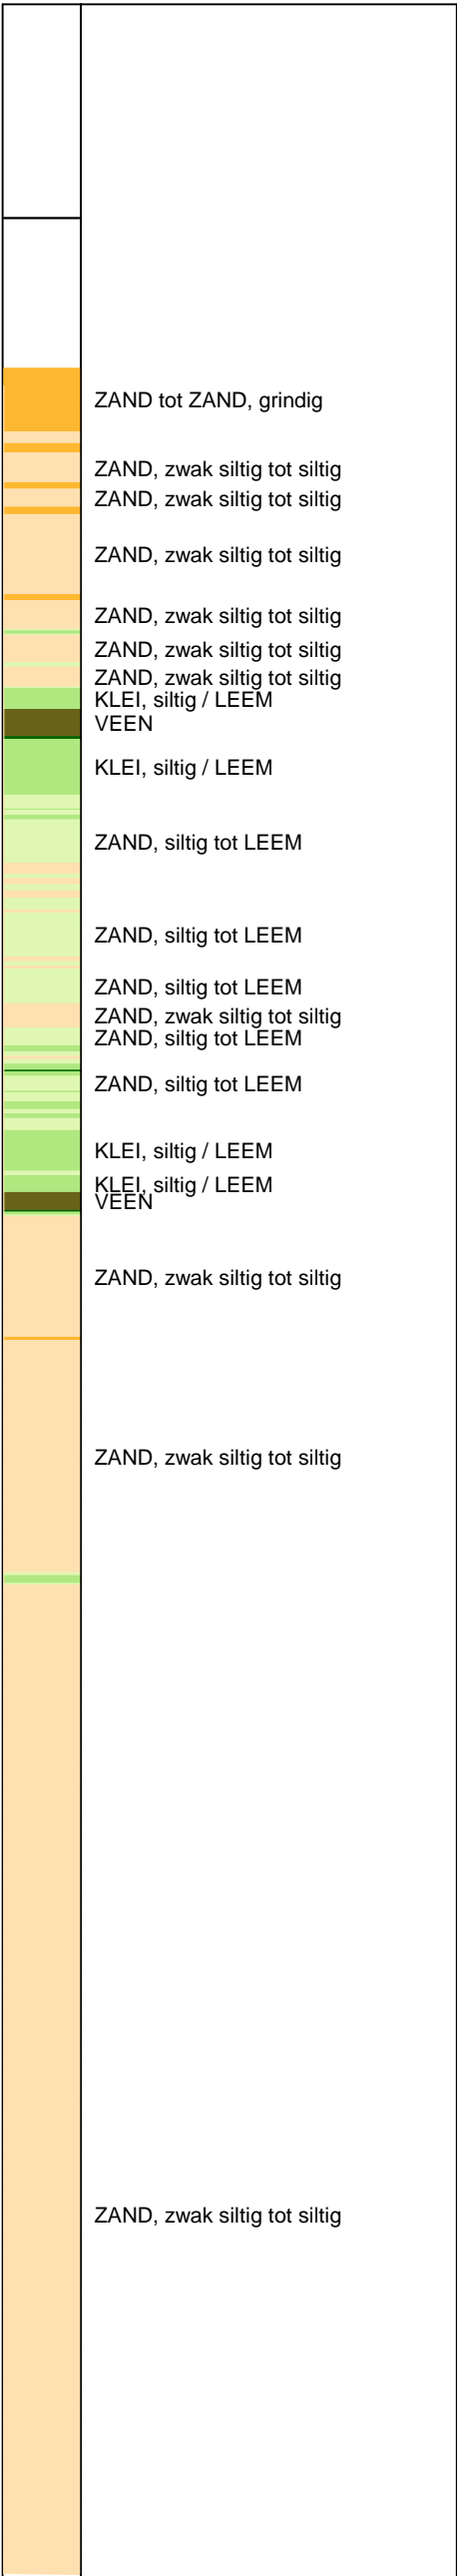 ZAND tot ZAND, grindig
ZAND, zwak siltig tot siltig
ZAND, zwak siltig tot siltig
ZAND, zwak siltig tot siltig
ZAND, zwak siltig tot siltig
ZAND, zwak siltig tot siltig
ZAND, zwak siltig tot siltig
KLEI, siltig / LEEM
VEEN
KLEI, siltig / LEEM
ZAND, siltig tot LEEM
ZAND, siltig tot LEEM
ZAND, siltig tot LEEM
ZAND, zwak siltig tot siltig
ZAND, siltig tot LEEM
ZAND, siltig tot LEEM
KLEI, siltig / LEEM
KLEI, siltig / LEEM
VEEN
ZAND, zwak siltig tot siltig
ZAND, zwak siltig tot siltig
ZAND, zwak siltig tot siltig